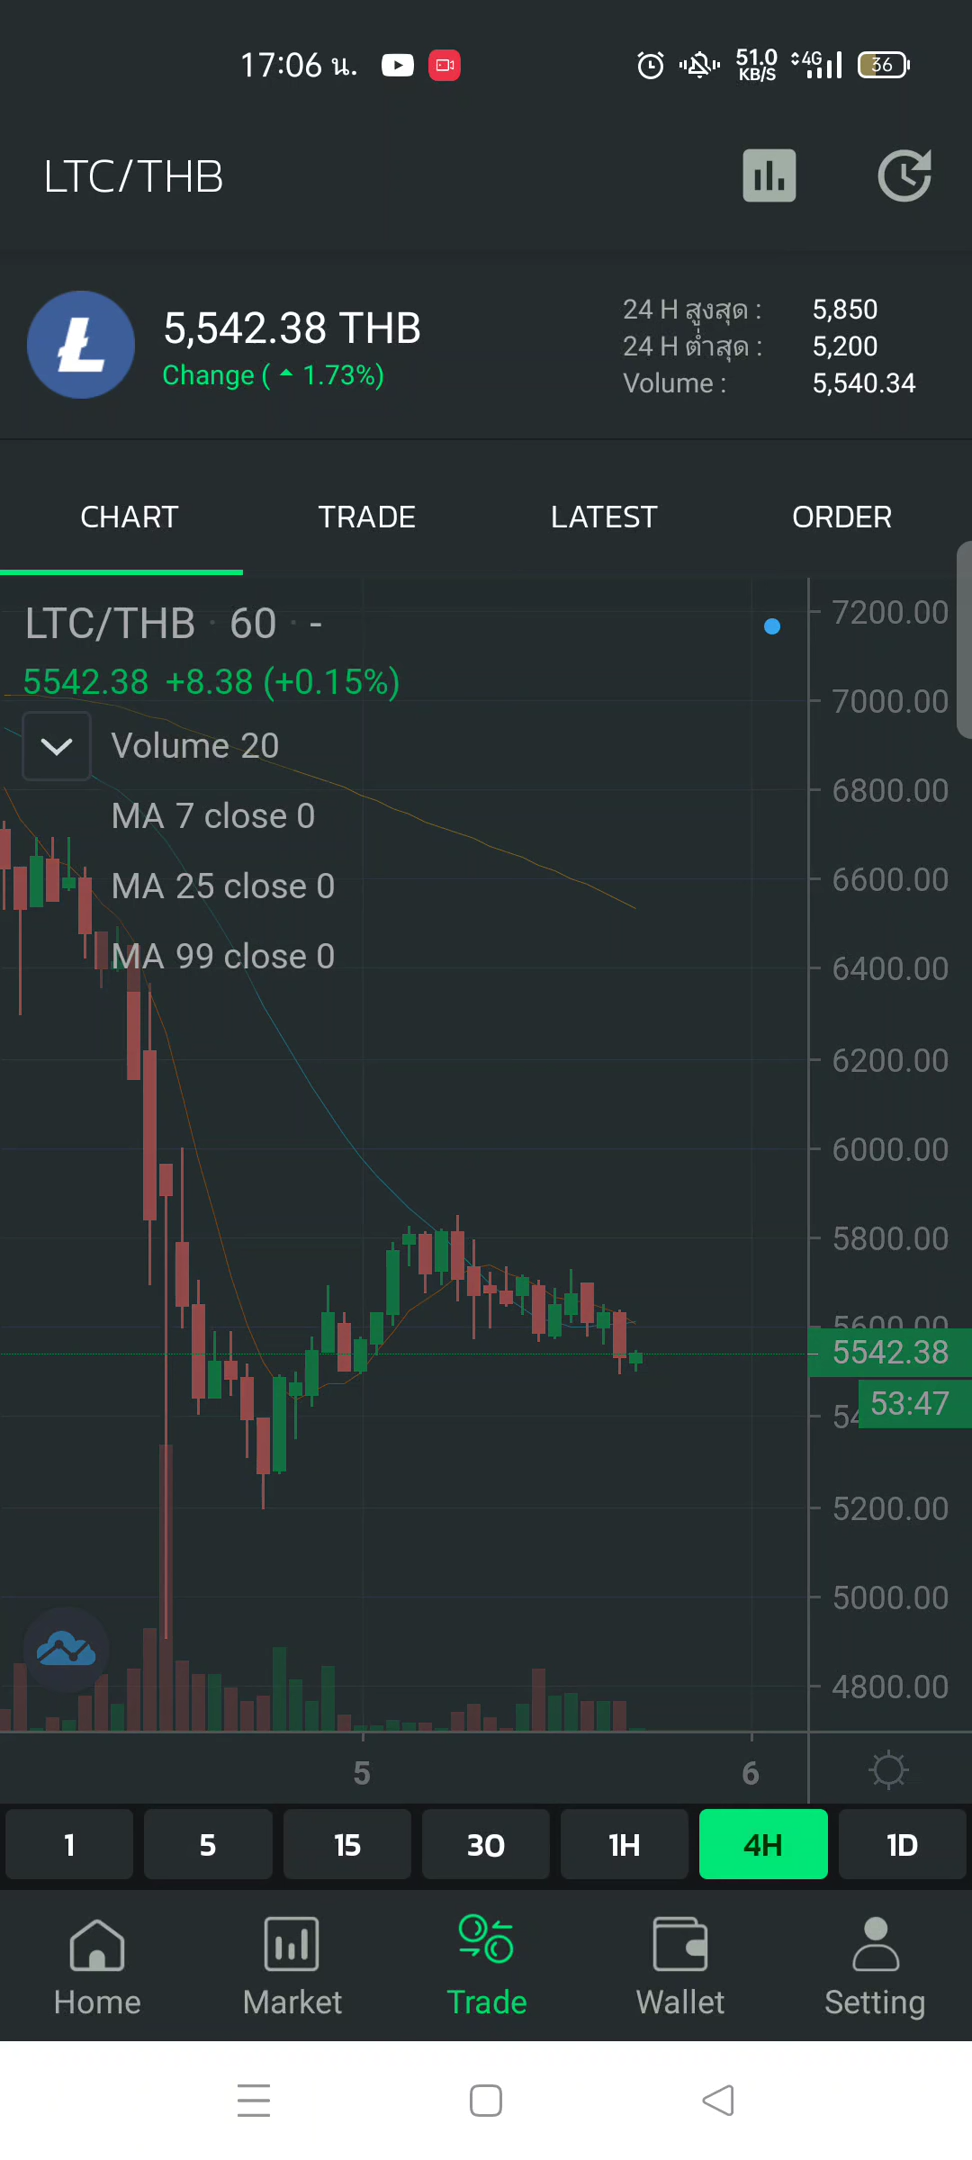 17:06 น.
51.0
KB/S
4G
36
LTC/THB
5,542.38 THB
Change ( 1.73%)
24 H สูงสุด : 5,850
24 H ต่ำสุด : 5,200
Volume : 5,540.34
CHART TRADE LATEST ORDER
LTC/THB · 60 · -
5542.38 +8.38 (+0.15%)
Volume 20
MA 7 close 0
MA 25 close 0
MA 99 close 0
7200.00
7000.00
6800.00
6600.00
6400.00
6200.00
6000.00
5800.00
5600.00
5542.38
53:47
5200.00
5000.00
4800.00
5 6
1 5 15 30 1H 4H 1D
Home Market Trade Wallet Setting